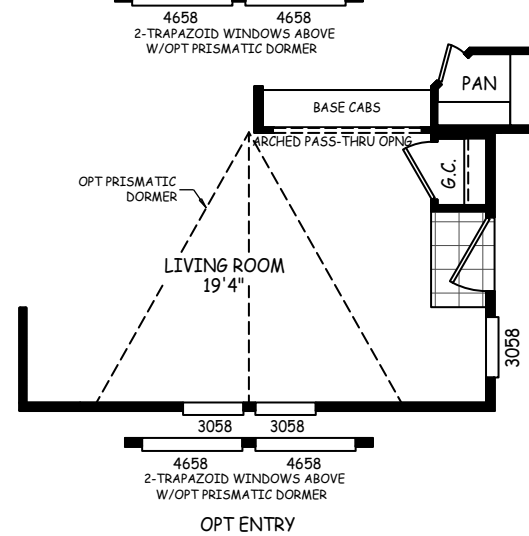 4658 4658
2-TRAPAZOID WINDOWS ABOVE
W/OPT PRISMATIC DORMER
PAN
BASE CABS
ARCHED PASS-THRU OPNG
G.C.
OPT PRISMATIC
DORMER
LIVING ROOM
19'4"
3058
3058 3058
4658 4658
2-TRAPAZOID WINDOWS ABOVE
W/OPT PRISMATIC DORMER
OPT ENTRY